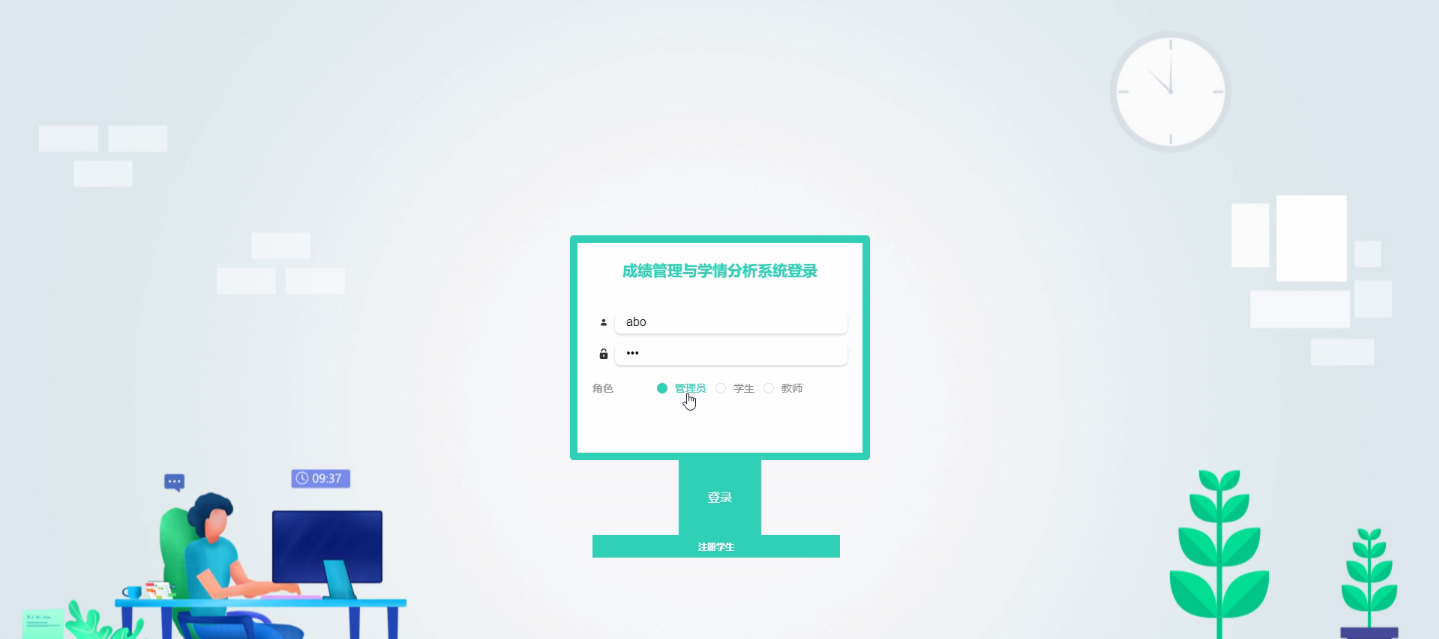 成绩管理与学情分析系统登录
abo
•••
角色 管理员 学生 教师
09:37
登录
注册学生